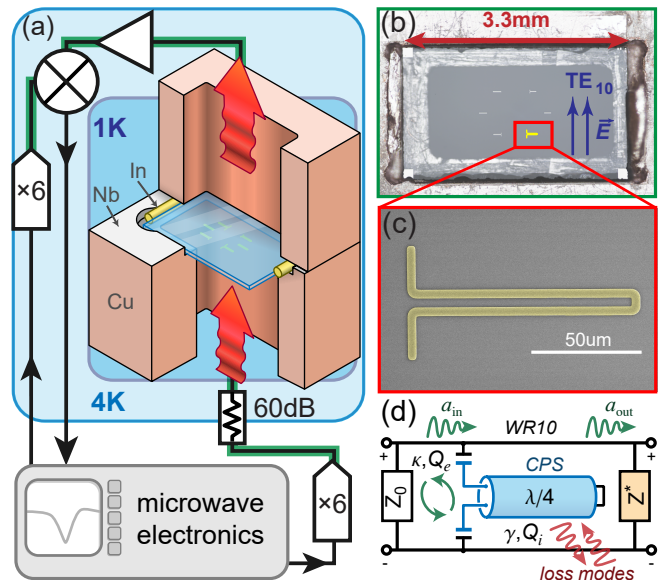 (a)
×6
1K
In
Nb
Cu
4K
60dB
×6
microwave
electronics
(b)
3.3mm
TE10
E⃗
(c)
50um
(d)
a_in
WR10
a_out
+
+
κ,Q_e
CPS
Z_0
λ/4
Z*
γ,Q_i
-
-
loss modes